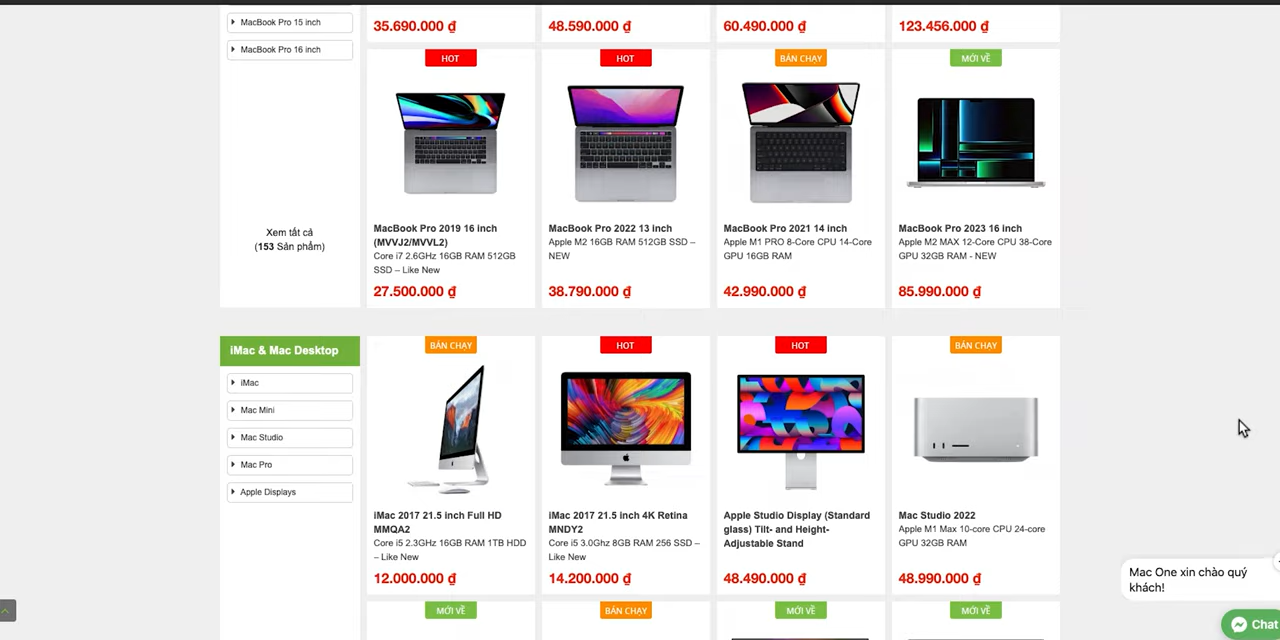 MacBook Pro 15 inch
MacBook Pro 16 inch
35.690.000 ₫
48.590.000 ₫
60.490.000 ₫
123.456.000 ₫
Xem tất cả
(153 Sản phẩm)
HOT
MacBook Pro 2019 16 inch
(MVVJ2/MVVL2)
Core i7 2.6GHz 16GB RAM 512GB
SSD – Like New
27.500.000 ₫
HOT
MacBook Pro 2022 13 inch
Apple M2 16GB RAM 512GB SSD –
NEW
38.790.000 ₫
BÁN CHẠY
MacBook Pro 2021 14 inch
Apple M1 PRO 8-Core CPU 14-Core
GPU 16GB RAM
42.990.000 ₫
MỚI VỀ
MacBook Pro 2023 16 inch
Apple M2 MAX 12-Core CPU 38-Core
GPU 32GB RAM - NEW
85.990.000 ₫
iMac & Mac Desktop
iMac
Mac Mini
Mac Studio
Mac Pro
Apple Displays
BÁN CHẠY
iMac 2017 21.5 inch Full HD
MMQA2
Core i5 2.3GHz 16GB RAM 1TB HDD
– Like New
12.000.000 ₫
HOT
iMac 2017 21.5 inch 4K Retina
MNDY2
Core i5 3.0Ghz 8GB RAM 256 SSD –
Like New
14.200.000 ₫
HOT
Apple Studio Display (Standard
glass) Tilt- and Height-
Adjustable Stand
48.490.000 ₫
BÁN CHẠY
Mac Studio 2022
Apple M1 Max 10-core CPU 24-core
GPU 32GB RAM
48.990.000 ₫
MỚI VỀ
BÁN CHẠY
MỚI VỀ
MỚI VỀ
Mac One xin chào quý
khách!
Chat